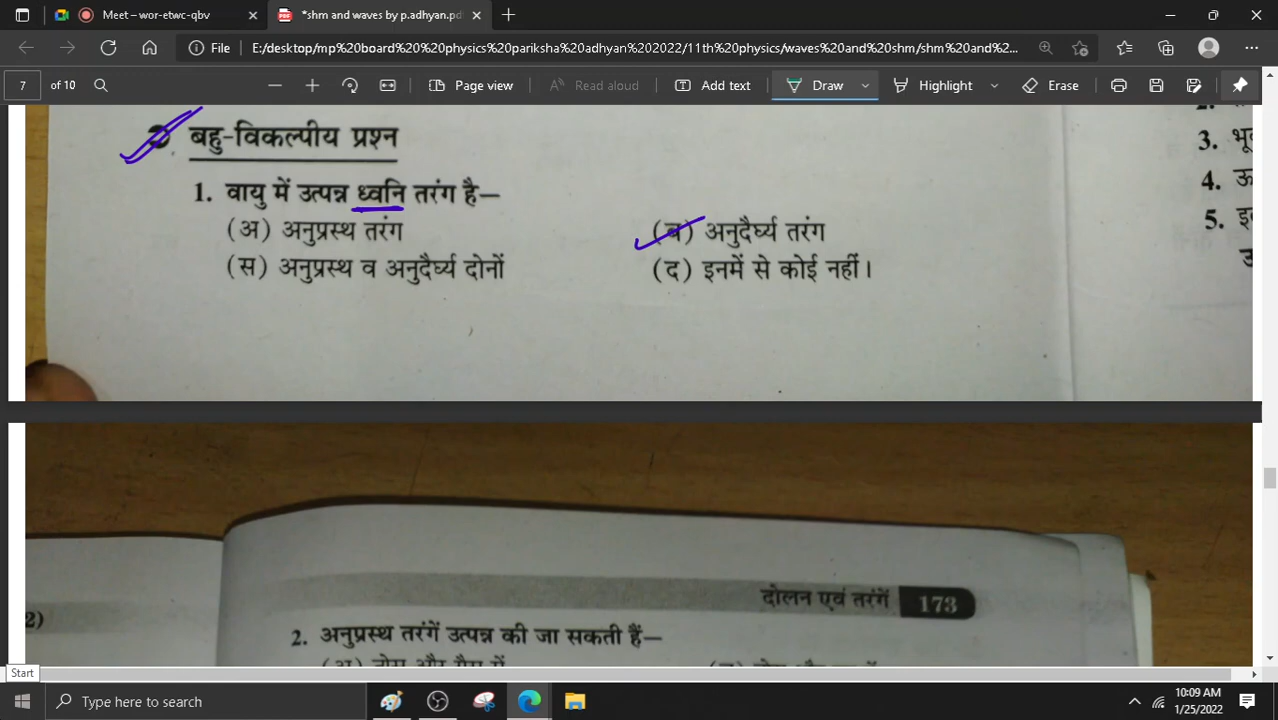 Meet – wor-etwc-qbv
*shm and waves by p.adhyan.pd
File E:/desktop/mp%20board%20%20physics%20pariksha%20adhyan%202022/11th%20physics/waves%20and%20shm/shm%20and%2...
7 of 10 Page view Read aloud Add text Draw Highlight Erase
बहु-विकल्पीय प्रश्न
1. वायु में उत्पन्न ध्वनि तरंग है—
(अ) अनुप्रस्थ तरंग (ब) अनुदैर्घ्य तरंग
(स) अनुप्रस्थ व अनुदैर्घ्य दोनों (द) इनमें से कोई नहीं।
3.
4.
5.
दोलन एवं तरंगें 173
2)
2. अनुप्रस्थ तरंगें उत्पन्न की जा सकती हैं—
Start
Type here to search
10:09 AM
1/25/2022